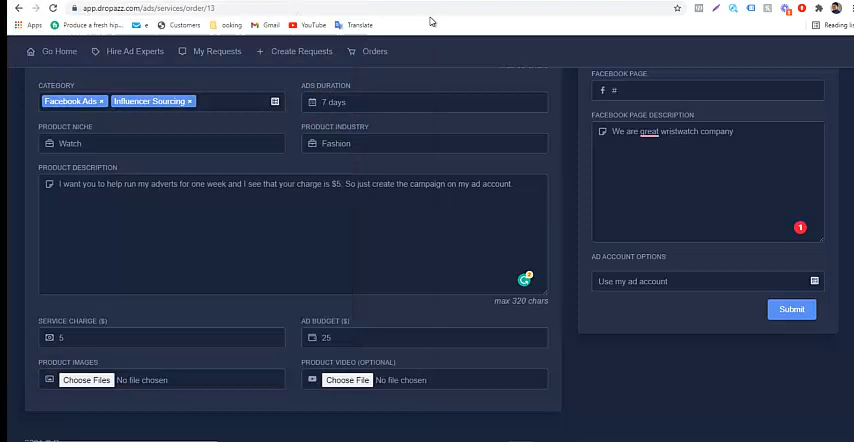 app.dropazz.com/ads/services/order/13
Apps Produce a fresh hip... e Customers ooking Gmail YouTube Translate Reading lis
Go Home Hire Ad Experts My Requests Create Requests Orders
CATEGORY
Facebook Ads × Influencer Sourcing ×
ADS DURATION
7 days
PRODUCT NICHE
Watch
PRODUCT INDUSTRY
Fashion
PRODUCT DESCRIPTION
I want you to help run my adverts for one week and I see that your charge is $5. So just create the campaign on my ad account
max 320 chars
SERVICE CHARGE ($)
5
AD BUDGET ($)
25
PRODUCT IMAGES
Choose Files No file chosen
PRODUCT VIDEO (OPTIONAL)
Choose File No file chosen
FACEBOOK PAGE
#
FACEBOOK PAGE DESCRIPTION
We are great wristwatch company
1
AD ACCOUNT OPTIONS
Use my ad account
Submit